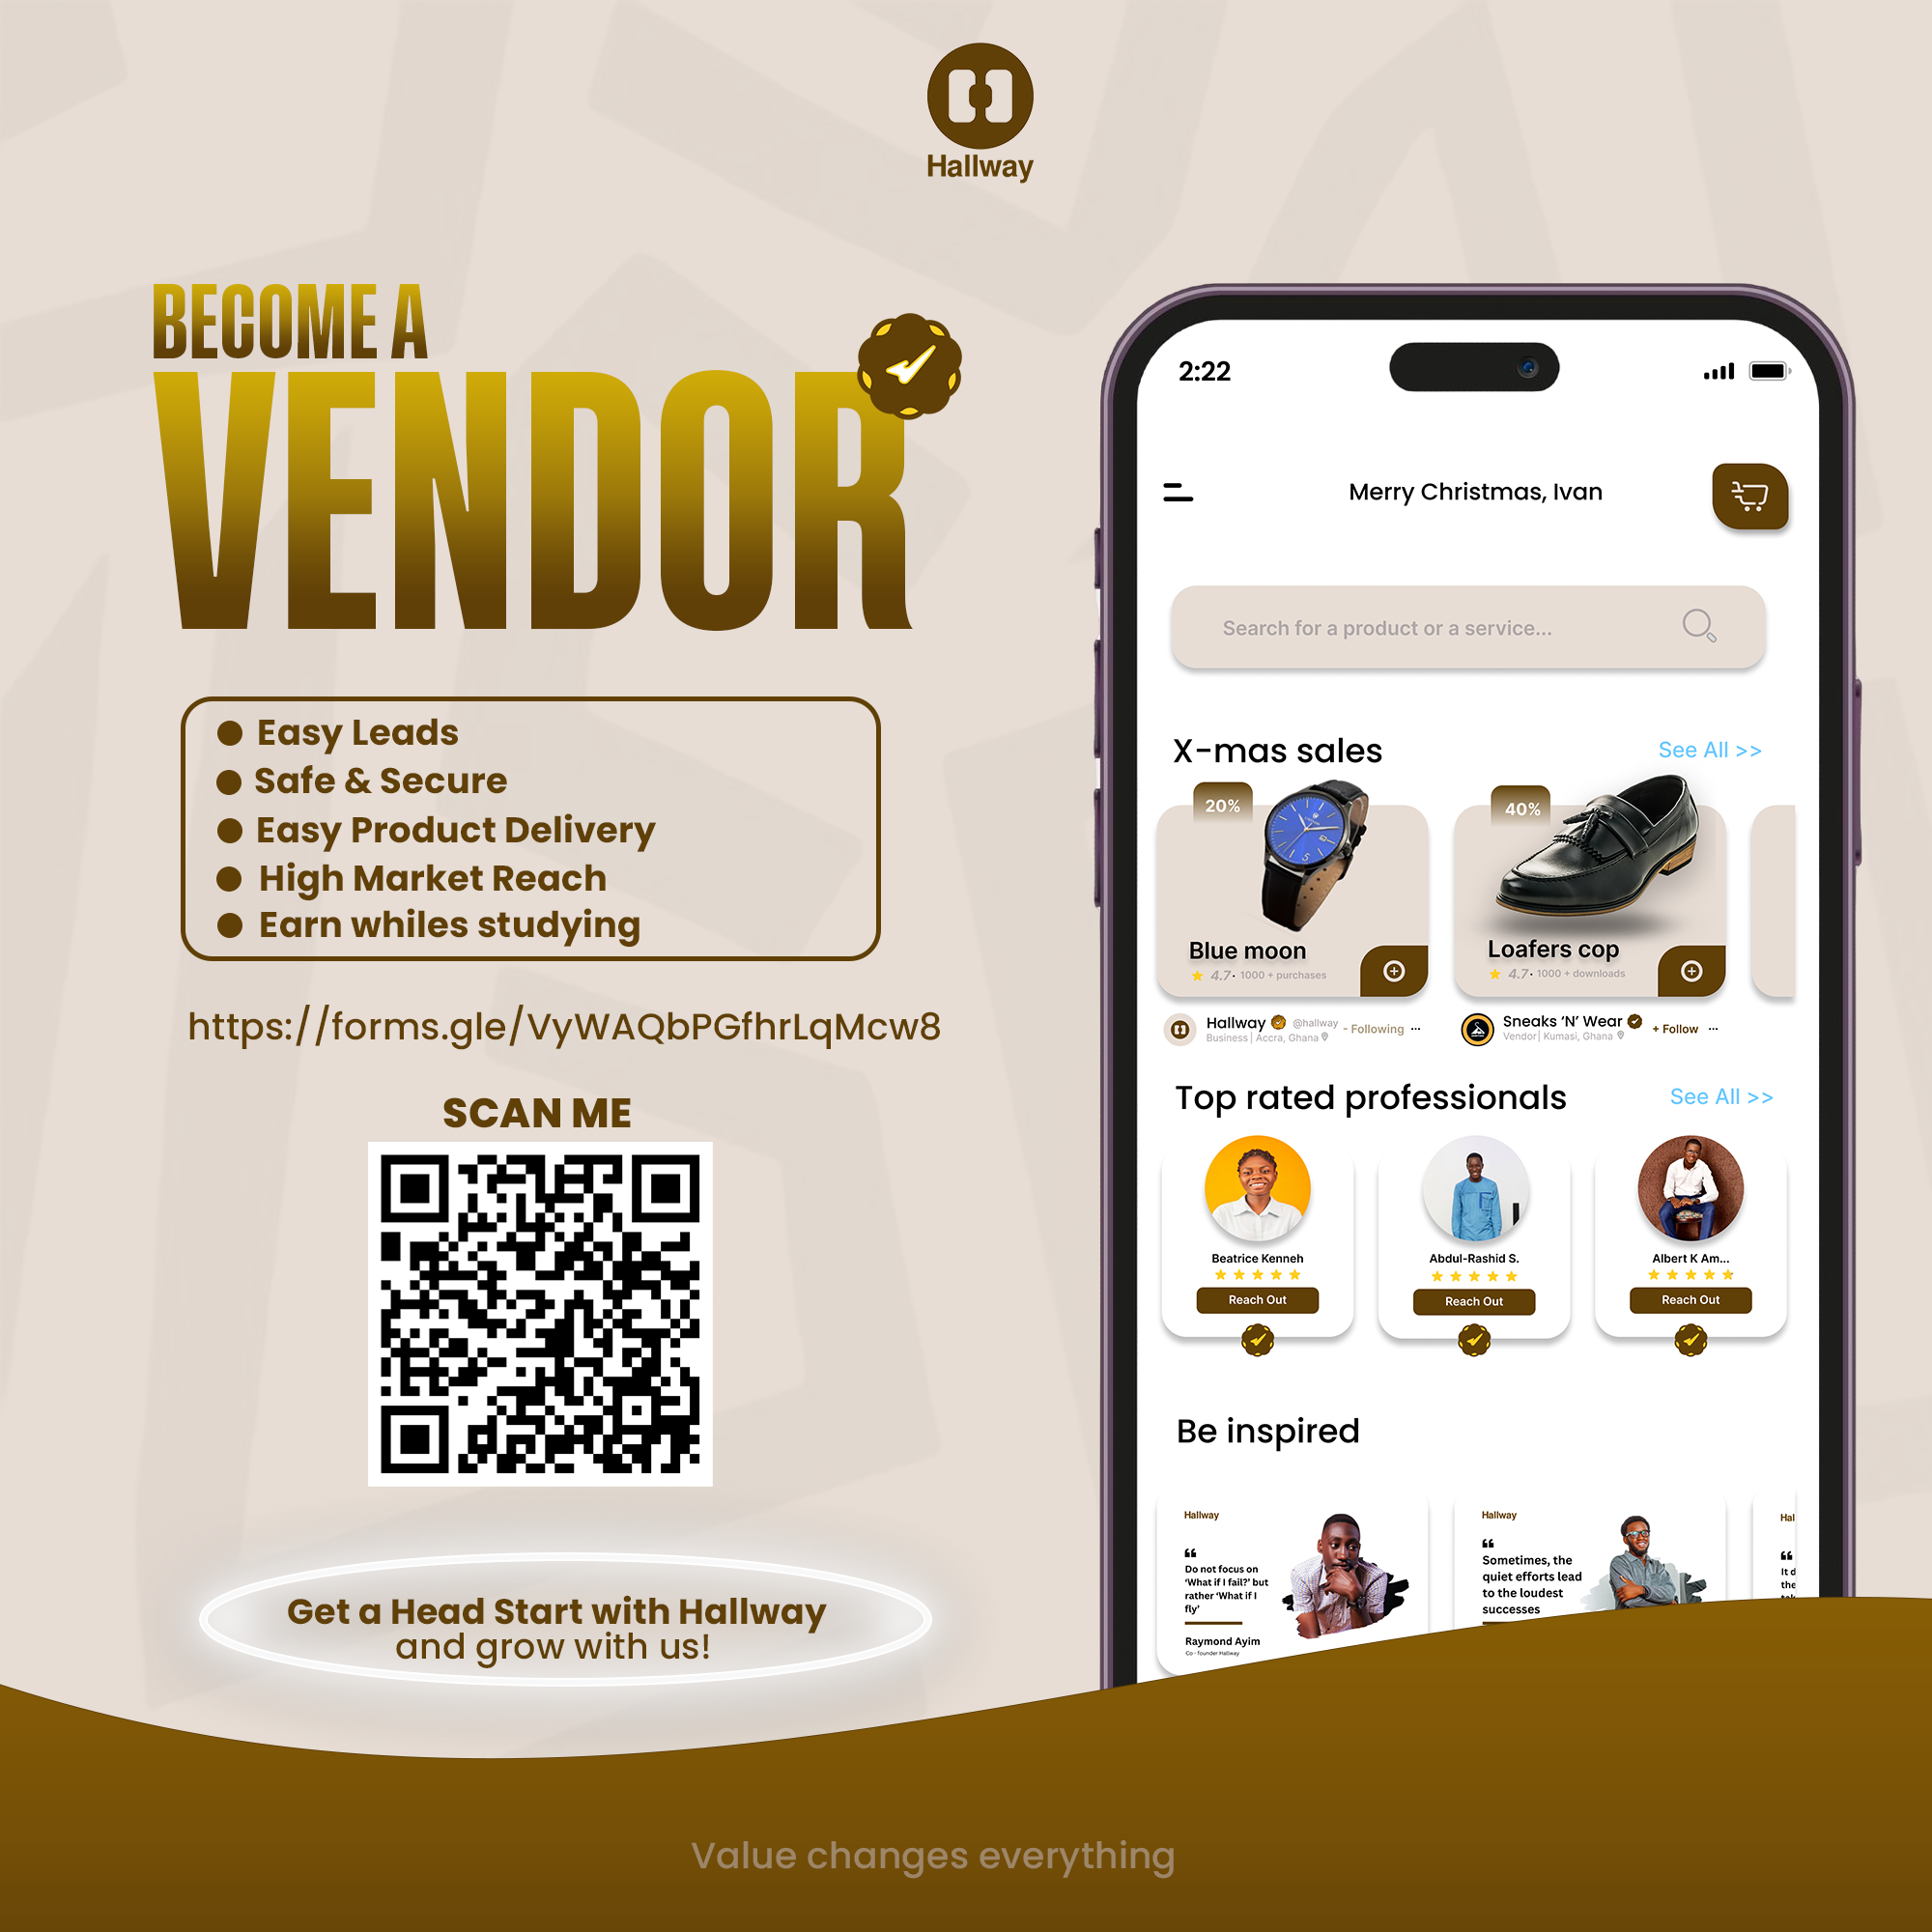 Hallway
BECOME A
VENDOR
Easy Leads
Safe & Secure
Easy Product Delivery
High Market Reach
Earn whiles studying
https://forms.gle/VyWAQbPGfhrLqMcw8
SCAN ME
Get a Head Start with Hallway
and grow with us!
2:22
Merry Christmas, Ivan
Search for a product or a service...
X-mas sales See All >>
20% 40%
Blue moon Loafers cop
4.7 • 1000 + purchases 4.7 • 1000 + downloads
Hallway @hallway - Following ••• Sneaks ‘N’ Wear + Follow •••
Business | Accra, Ghana Vendor | Kumasi, Ghana
Top rated professionals See All >>
Beatrice Kenneh Abdul-Rashid S. Albert K Am...
Reach Out Reach Out Reach Out
Be inspired
Hallway
“
Do not focus on
‘What if I fail?’ but
rather ‘What if I
fly’
Raymond Ayim
Co - founder Hallway
Hallway
“
Sometimes, the
quiet efforts lead
to the loudest
successes
Hal
“
It d
the
Value changes everything